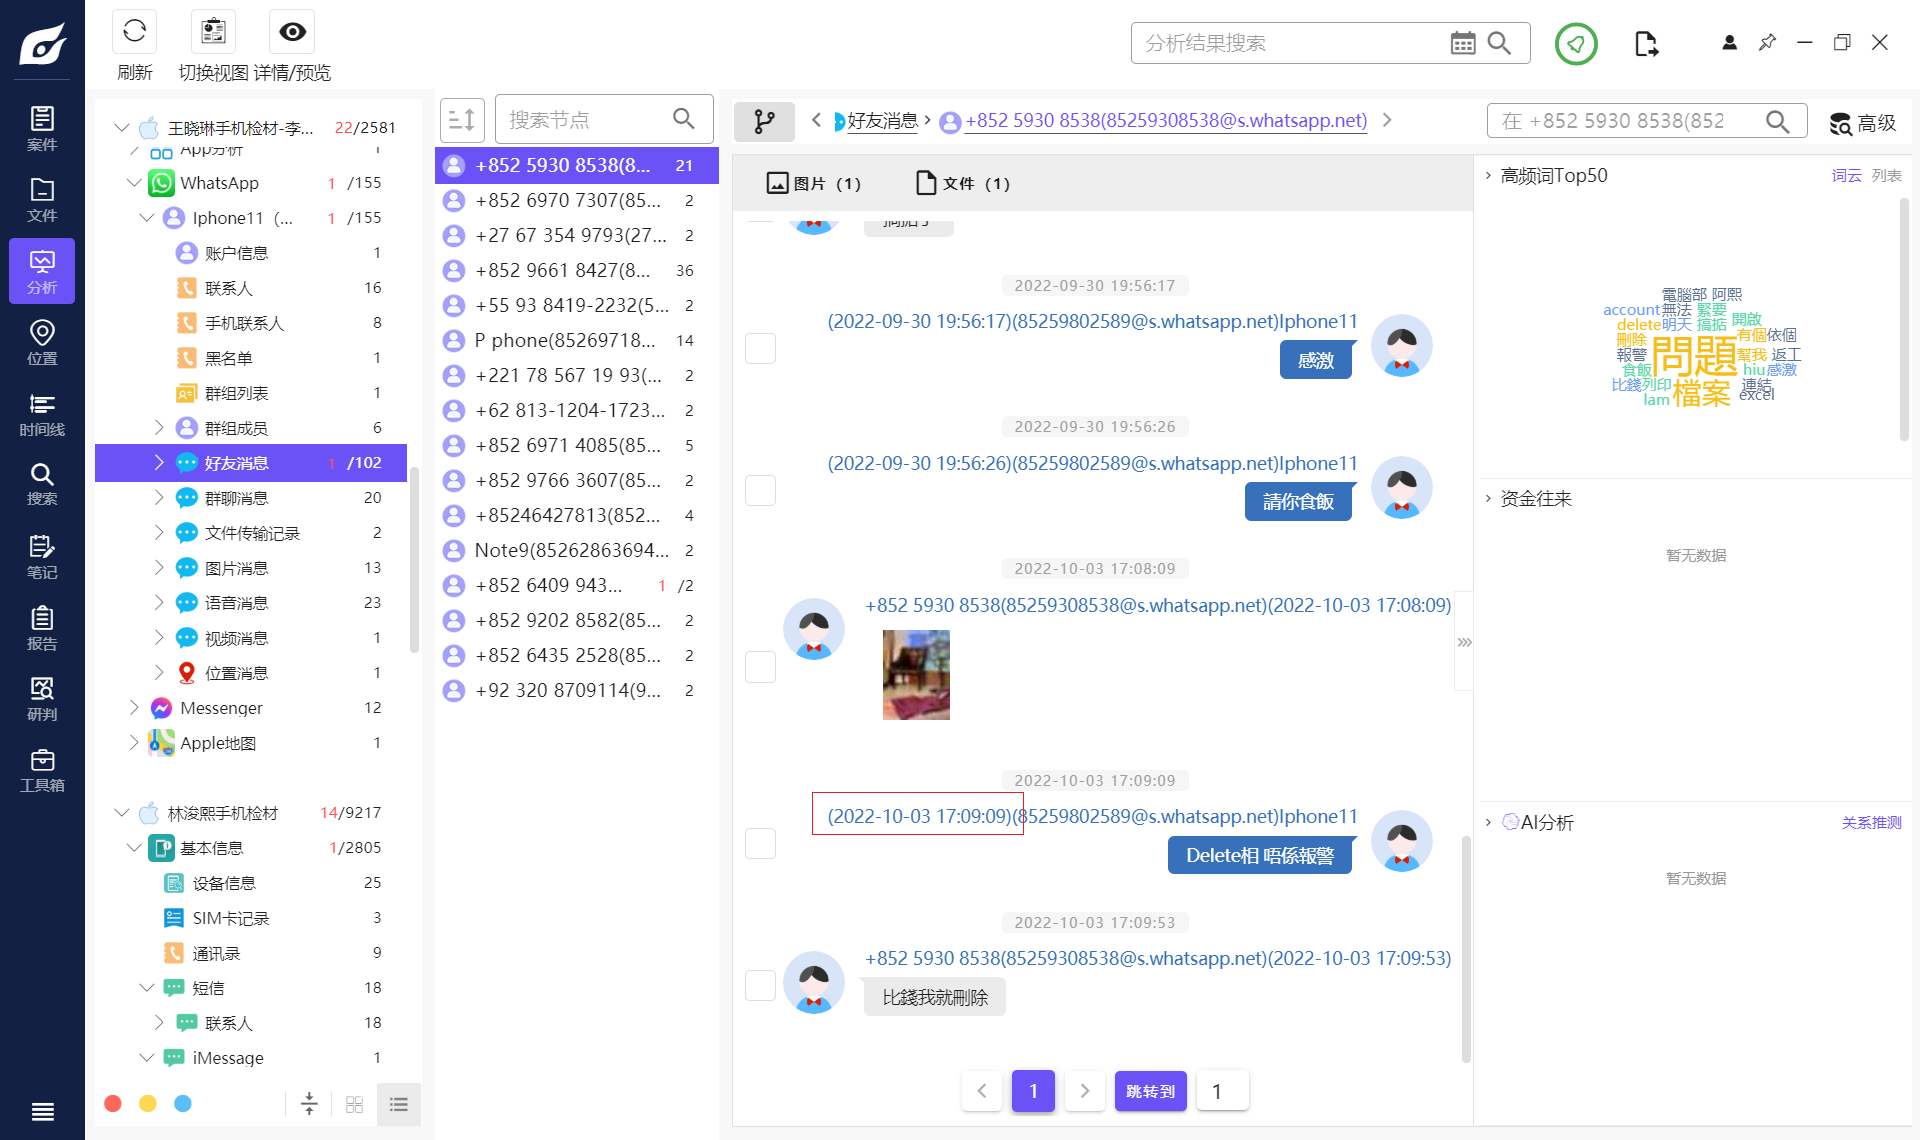 刷新
切换视图
详情/预览
分析结果搜索
案件
文件
分析
位置
时间线
搜索
笔记
报告
研判
工具箱
王晓琳手机检材-李... 22/2581
App分析 1
WhatsApp 1 /155
Iphone11（... 1 /155
账户信息 1
联系人 16
手机联系人 8
黑名单 1
群组列表 1
群组成员 6
好友消息 1 /102
群聊消息 20
文件传输记录 2
图片消息 13
语音消息 23
视频消息 1
位置消息 1
Messenger 12
Apple地图 1
林浚熙手机检材 14/9217
基本信息 1/2805
设备信息 25
SIM卡记录 3
通讯录 9
短信 18
联系人 18
iMessage 1
搜索节点
+852 5930 8538(8... 21
+852 6970 7307(85... 2
+27 67 354 9793(27... 2
+852 9661 8427(8... 36
+55 93 8419-2232(5... 2
P phone(85269718... 14
+221 78 567 19 93(... 2
+62 813-1204-1723... 2
+852 6971 4085(85... 5
+852 9766 3607(85... 2
+85246427813(852... 4
Note9(85262863694... 2
+852 6409 943... 1 /2
+852 9202 8582(85... 2
+852 6435 2528(85... 2
+92 320 8709114(9... 2
好友消息
+852 5930 8538(85259308538@s.whatsapp.net)
在 +852 5930 8538(852
高级
图片（1）
文件（1）
搞掂了
2022-09-30 19:56:17
(2022-09-30 19:56:17)(85259802589@s.whatsapp.net)Iphone11
感激
2022-09-30 19:56:26
(2022-09-30 19:56:26)(85259802589@s.whatsapp.net)Iphone11
請你食飯
2022-10-03 17:08:09
+852 5930 8538(85259308538@s.whatsapp.net)(2022-10-03 17:08:09)
2022-10-03 17:09:09
(2022-10-03 17:09:09)(85259802589@s.whatsapp.net)Iphone11
Delete相 唔係報警
2022-10-03 17:09:53
+852 5930 8538(85259308538@s.whatsapp.net)(2022-10-03 17:09:53)
比錢我就刪除
1
跳转到
1
高频词Top50
词云 列表
電腦部 阿熙
account 無法 緊要
delete 明天 搞掂 開啟
刪除 有個 依個
報警 問題 幫我 返工
食飯 hiu 感激
比錢 列印 檔案 連結
lam excel
资金往来
暂无数据
AI分析
关系推测
暂无数据